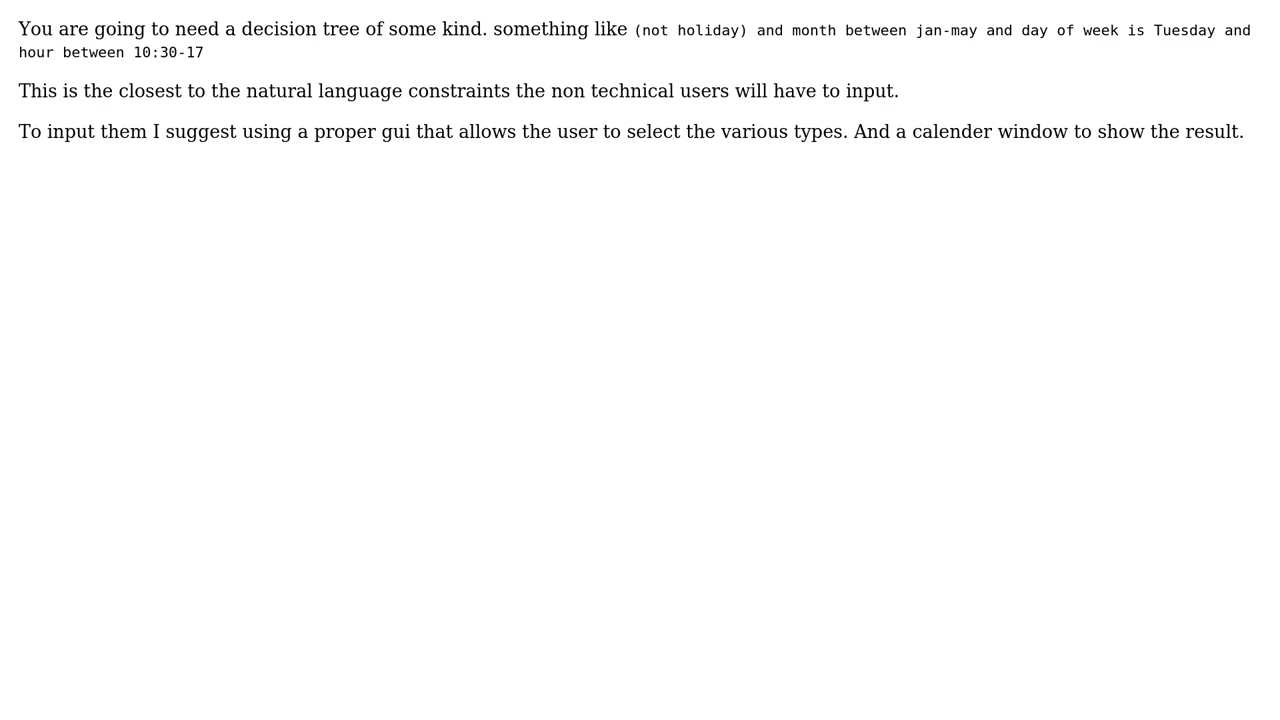 You are going to need a decision tree of some kind. something like (not holiday) and month between jan-may and day of week is Tuesday and
hour between 10:30-17
This is the closest to the natural language constraints the non technical users will have to input.
To input them I suggest using a proper gui that allows the user to select the various types. And a calender window to show the result.